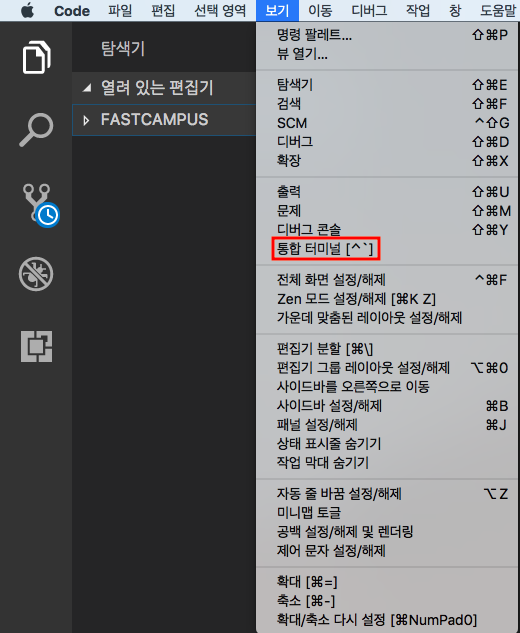 Code 파일 편집 선택 영역 보기 이동 디버그 작업 창 도움말
탐색기
열려 있는 편집기
FASTCAMPUS
명령 팔레트... ⇧⌘P
뷰 열기...
탐색기 ⇧⌘E
검색 ⇧⌘F
SCM ^⇧G
디버그 ⇧⌘D
확장 ⇧⌘X
출력 ⇧⌘U
문제 ⇧⌘M
디버그 콘솔 ⇧⌘Y
통합 터미널 [^`]
전체 화면 설정/해제 ^⌘F
Zen 모드 설정/해제 [⌘K Z]
가운데 맞춤된 레이아웃 설정/해제
편집기 분할 [⌘\]
편집기 그룹 레이아웃 설정/해제 ⌥⌘0
사이드바를 오른쪽으로 이동
사이드바 설정/해제 ⌘B
패널 설정/해제 ⌘J
상태 표시줄 숨기기
작업 막대 숨기기
자동 줄 바꿈 설정/해제 ⌥Z
미니맵 토글
공백 설정/해제 및 렌더링
제어 문자 설정/해제
확대 [⌘=]
축소 [⌘-]
확대/축소 다시 설정 [⌘NumPad0]